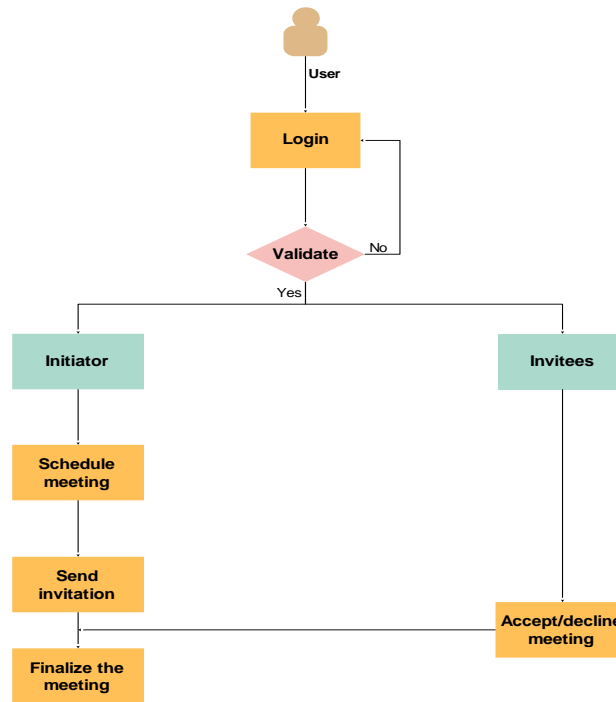 User
Login
Validate
No
Yes
Initiator
Invitees
Schedule
meeting
Send
invitation
Accept/decline
meeting
Finalize the
meeting